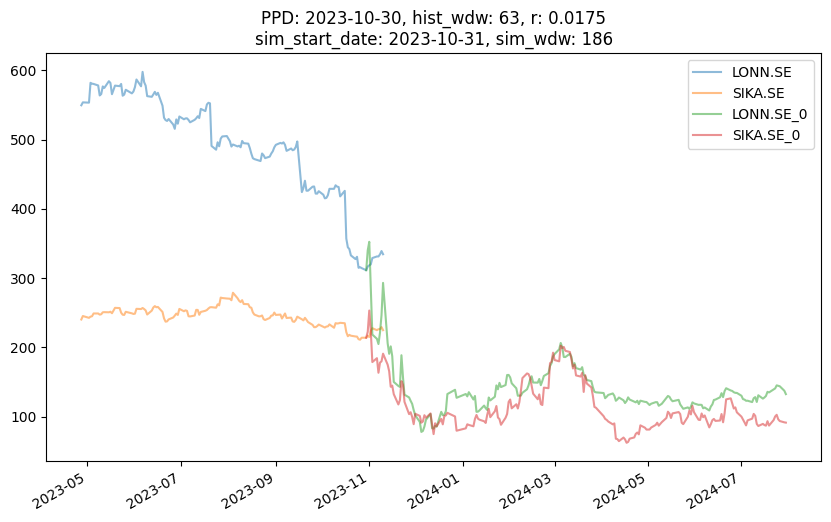 PPD: 2023-10-30, hist_wdw: 63, r: 0.0175
sim_start_date: 2023-10-31, sim_wdw: 186
LONN.SE
SIKA.SE
LONN.SE_0
SIKA.SE_0
600
500
400
300
200
100
2023-05
2023-07
2023-09
2023-11
2024-01
2024-03
2024-05
2024-07